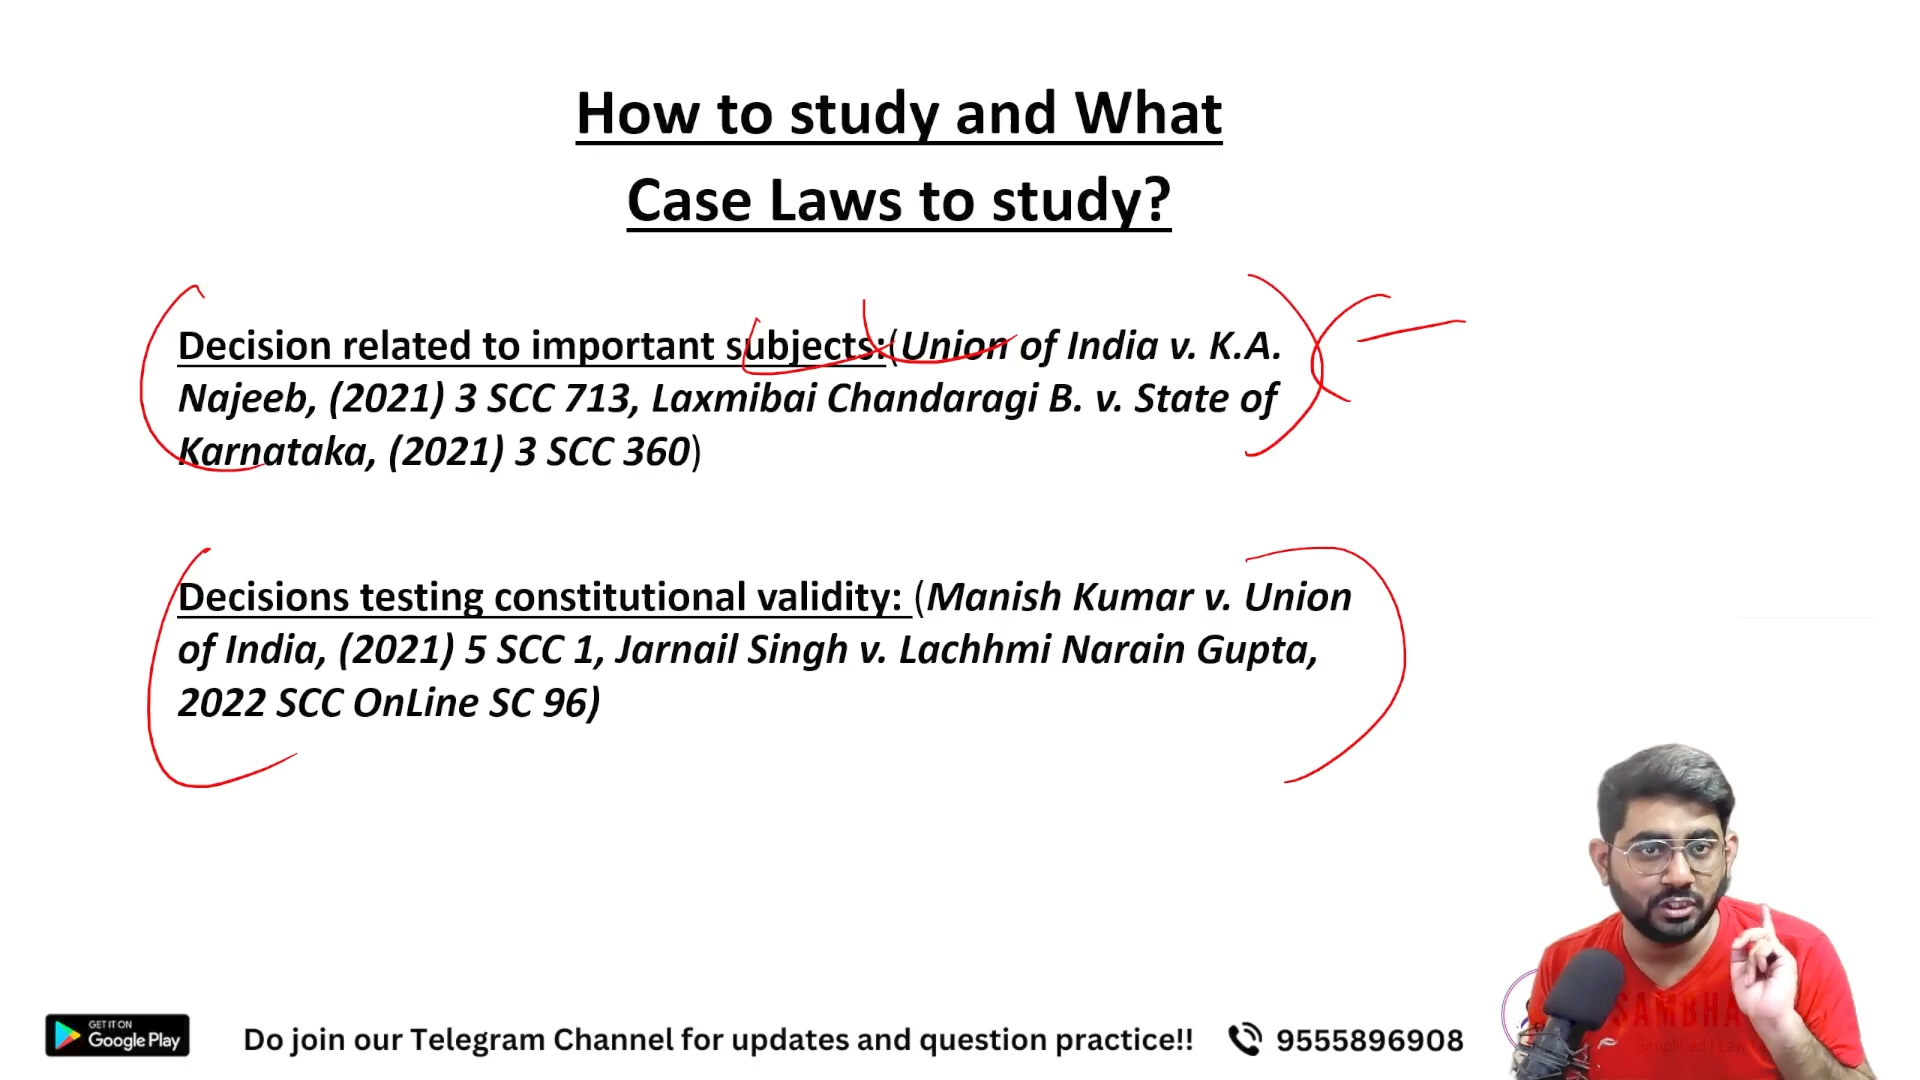 How to study and What
Case Laws to study?
Decision related to important subjects:(Union of India v. K.A.
Najeeb, (2021) 3 SCC 713, Laxmibai Chandaragi B. v. State of
Karnataka, (2021) 3 SCC 360)
Decisions testing constitutional validity: (Manish Kumar v. Union
of India, (2021) 5 SCC 1, Jarnail Singh v. Lachhmi Narain Gupta,
2022 SCC OnLine SC 96)
GET IT ON
Google Play
Do join our Telegram Channel for updates and question practice!!
9555896908